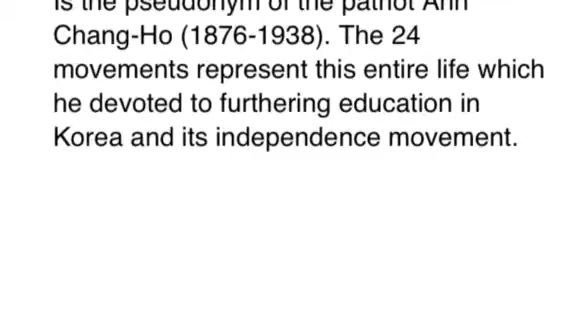 is the pseudonym of the patriot Ahn
Chang-Ho (1876-1938). The 24
movements represent this entire life which
he devoted to furthering education in
Korea and its independence movement.